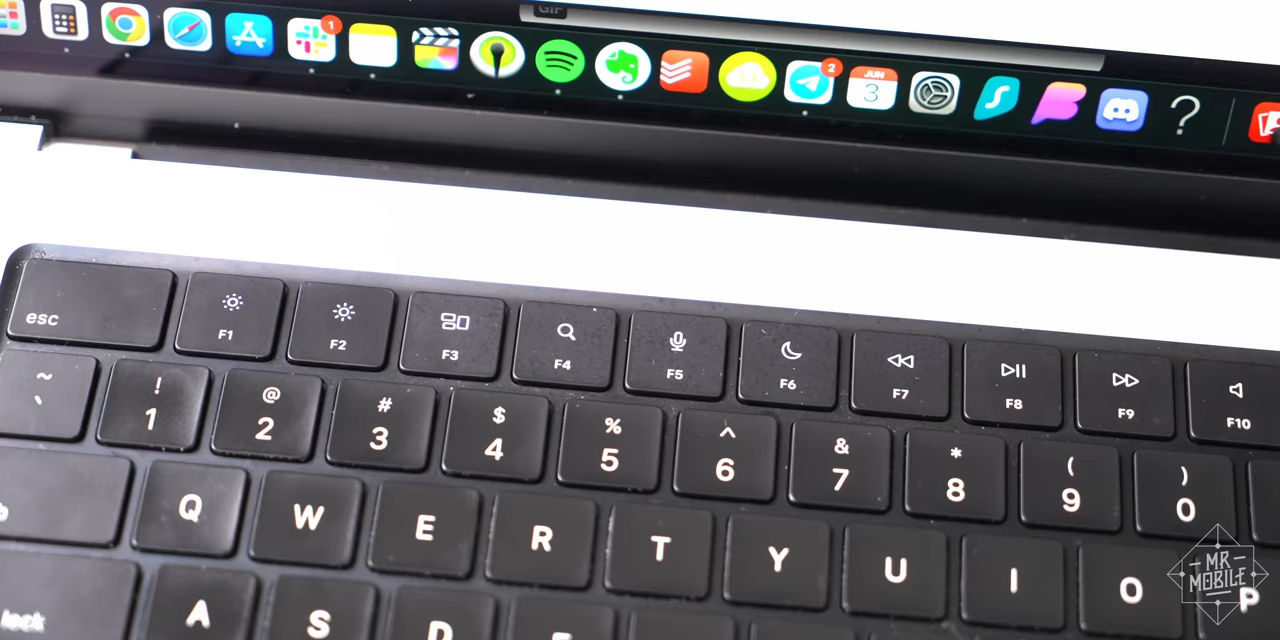 GIF
1
2
JUN
3
?
esc
F1
F2
F3
F4
F5
F6
F7
F8
F9
F10
~
`
!
1
@
2
#
3
$
4
%
5
^
6
&
7
*
8
(
9
)
0
Q
W
E
R
T
Y
U
I
O
P
lock
A
S
D
MR
MOBILE